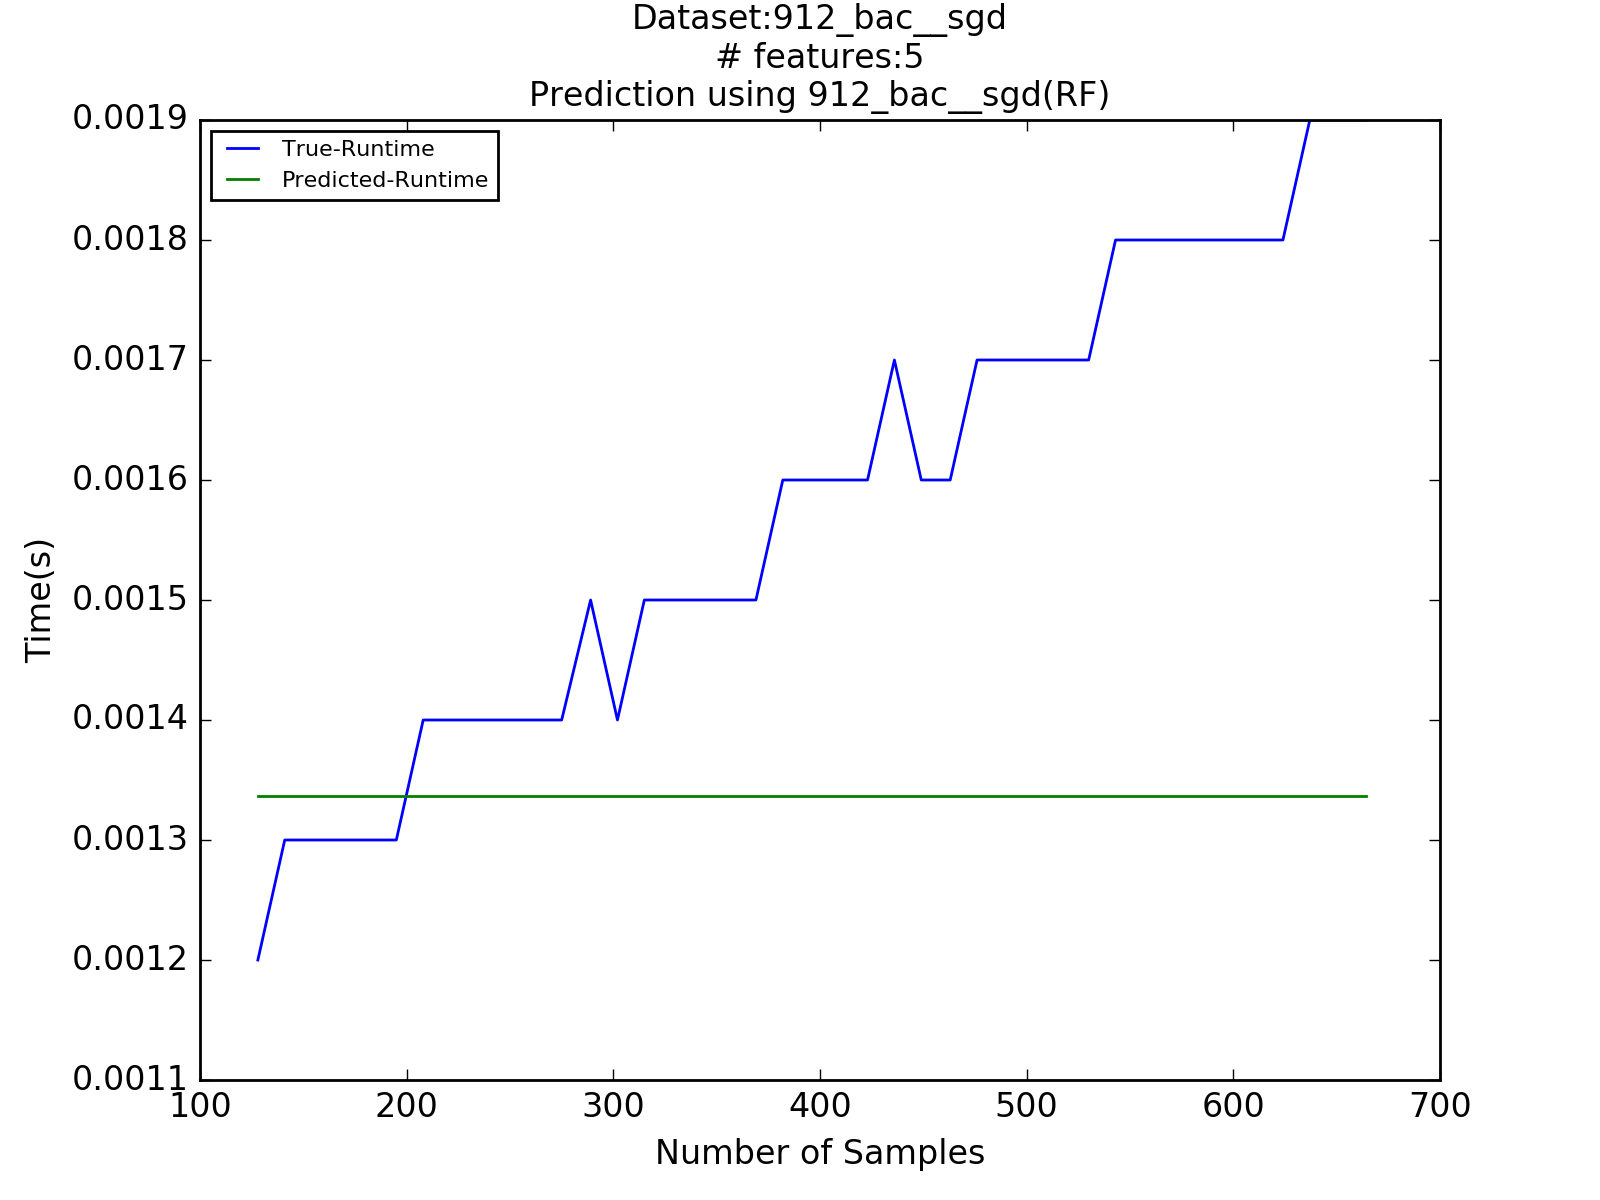 Dataset:912_bac__sgd
# features:5
Prediction using 912_bac__sgd(RF)
0.0019
True-Runtime
Predicted-Runtime
0.0018
0.0017
0.0016
0.0015
0.0014
0.0013
0.0012
0.0011
Time(s)
100 200 300 400 500 600 700
Number of Samples